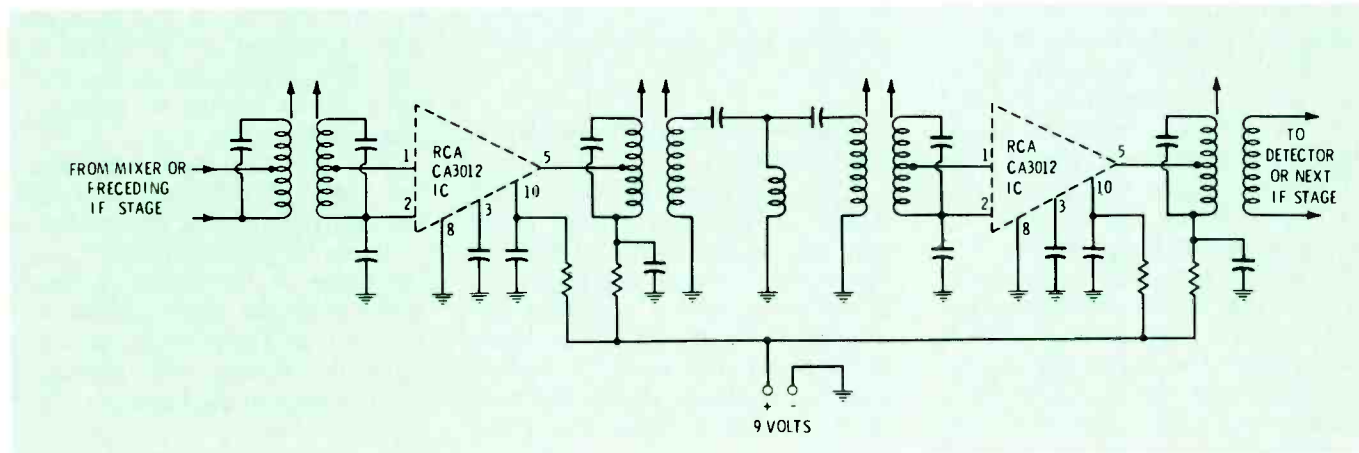 FROM MIXER OR
PRECEDING
IF STAGE
1
2
RCA
CA3012
IC
5
10
3
8
1
2
RCA
CA3012
IC
5
10
3
8
TO
DETECTOR
OR NEXT
IF STAGE
+ -
9 VOLTS